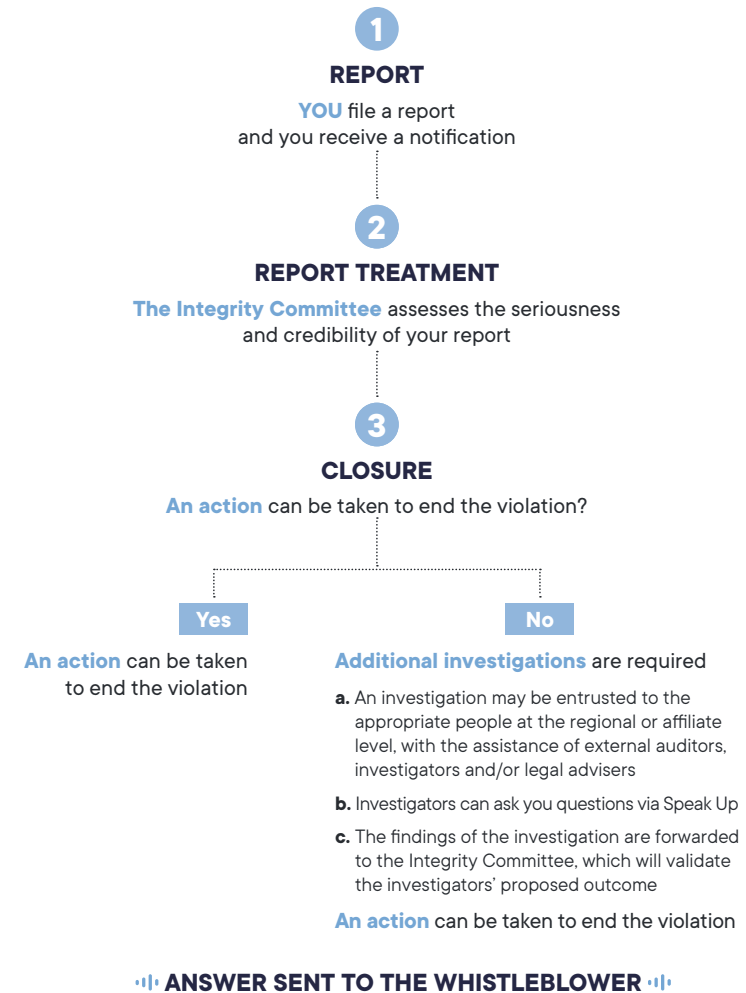 1
REPORT
YOU file a report
and you receive a notification
2
REPORT TREATMENT
The Integrity Committee assesses the seriousness
and credibility of your report
3
CLOSURE
An action can be taken to end the violation?
Yes
An action can be taken
to end the violation
No
Additional investigations are required
a. An investigation may be entrusted to the
appropriate people at the regional or affiliate
level, with the assistance of external auditors,
investigators and/or legal advisers
b. Investigators can ask you questions via Speak Up
c. The findings of the investigation are forwarded
to the Integrity Committee, which will validate
the investigators’ proposed outcome
An action can be taken to end the violation
ANSWER SENT TO THE WHISTLEBLOWER